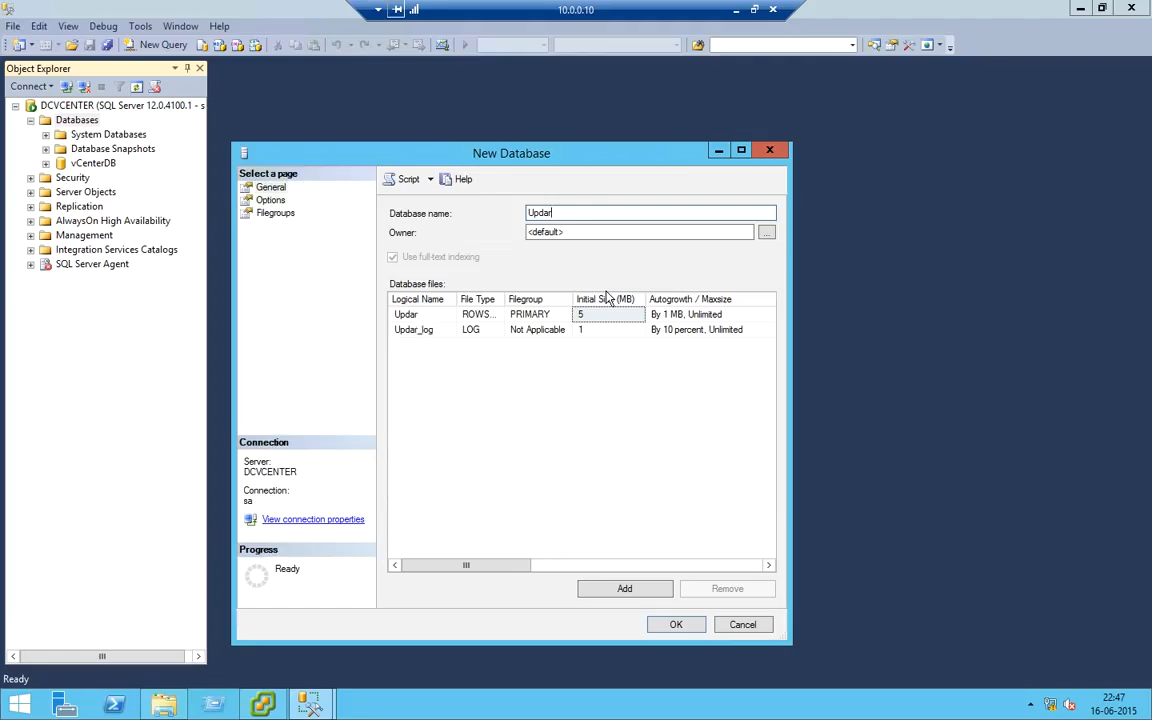 10.0.0.10
File Edit View Debug Tools Window Help
New Query
Object Explorer
Connect
DCVCENTER (SQL Server 12.0.4100.1 - s
Databases
System Databases
Database Snapshots
vCenterDB
Security
Server Objects
Replication
AlwaysOn High Availability
Management
Integration Services Catalogs
SQL Server Agent
New Database
Select a page
General
Options
Filegroups
Script Help
Database name: Updar
Owner: <default> ...
Use full-text indexing
Database files:
Logical Name File Type Filegroup Initial Size (MB) Autogrowth / Maxsize
Updar ROWS... PRIMARY 5 By 1 MB, Unlimited
Updar_log LOG Not Applicable 1 By 10 percent, Unlimited
Connection
Server:
DCVCENTER
Connection:
sa
View connection properties
Progress
Ready
Add Remove
OK Cancel
Ready
22:47
16-06-2015